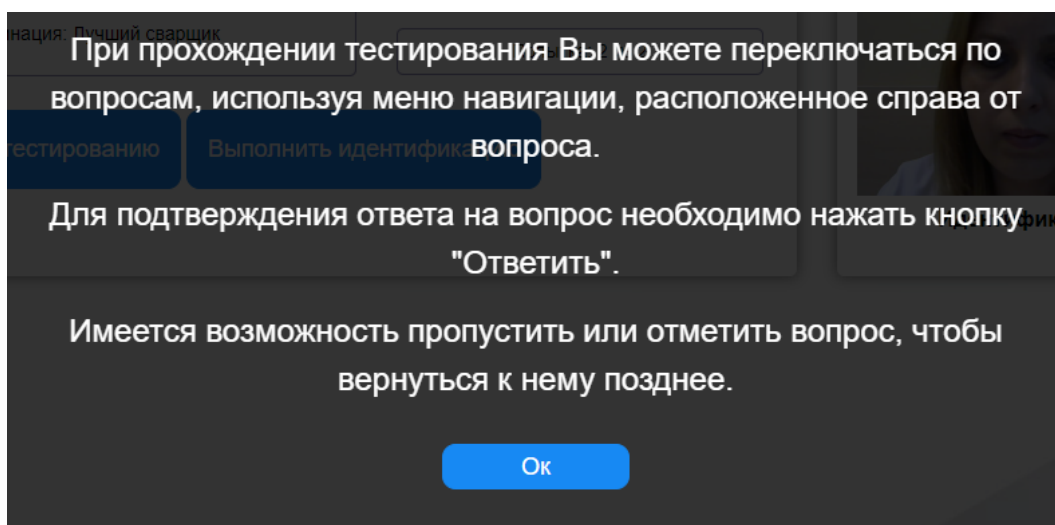 нация: Лучший сварщик
При прохождении тестирования Вы можете переключаться по
вопросам, используя меню навигации, расположенное справа от
вопроса.
тестированию
Выполнить идентифика
Для подтверждения ответа на вопрос необходимо нажать кнопку
"Ответить".
Имеется возможность пропустить или отметить вопрос, чтобы
вернуться к нему позднее.
Ок